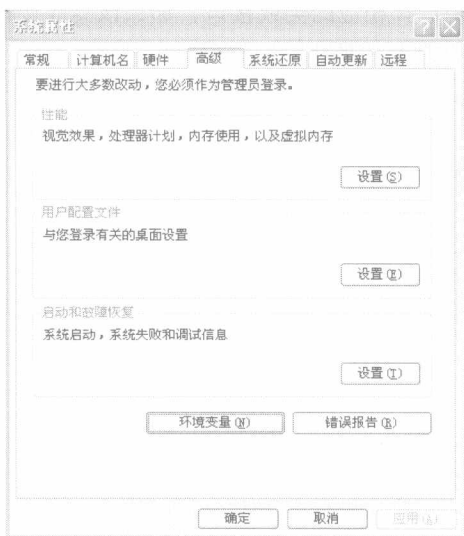 系统属性
常规 计算机名 硬件 高级 系统还原 自动更新 远程
要进行大多数改动，您必须作为管理员登录。
性能
视觉效果，处理器计划，内存使用，以及虚拟内存
设置(S)
用户配置文件
与您登录有关的桌面设置
设置(E)
启动和故障恢复
系统启动，系统失败和调试信息
设置(T)
环境变量(N) 错误报告(R)
确定 取消 应用(A)